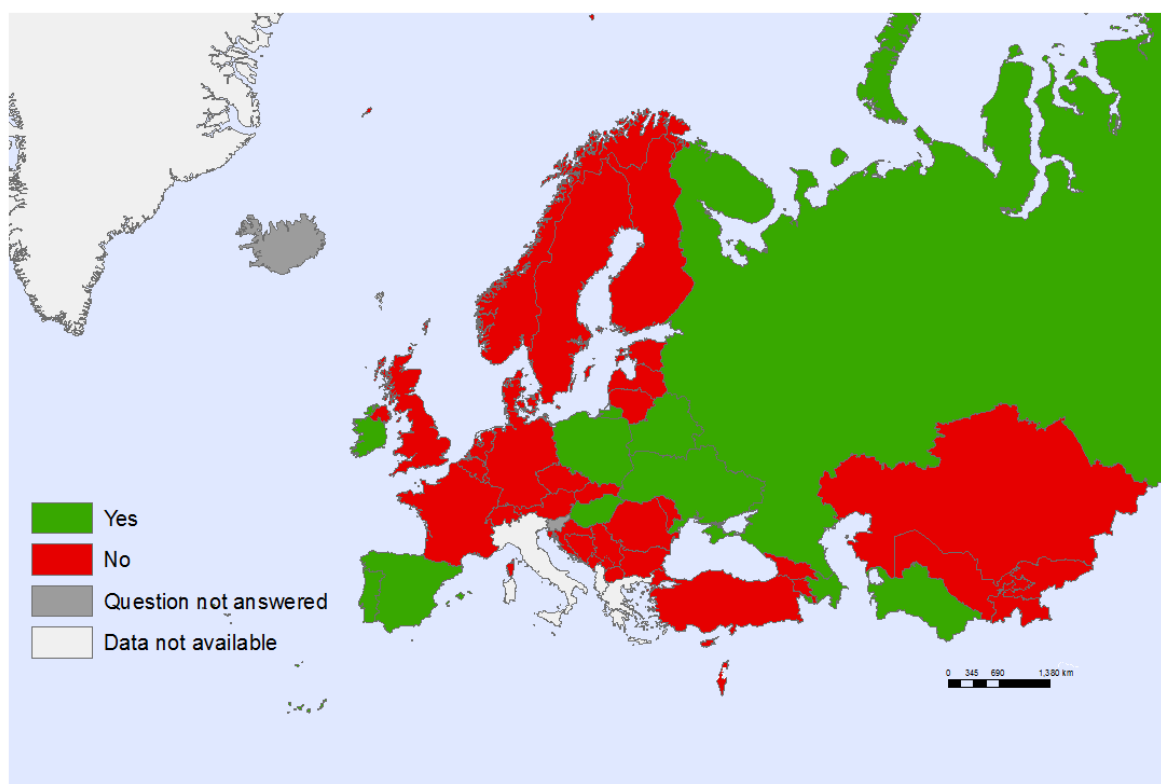 Yes
No
Question not answered
Data not available
0 345 690 1,380 km